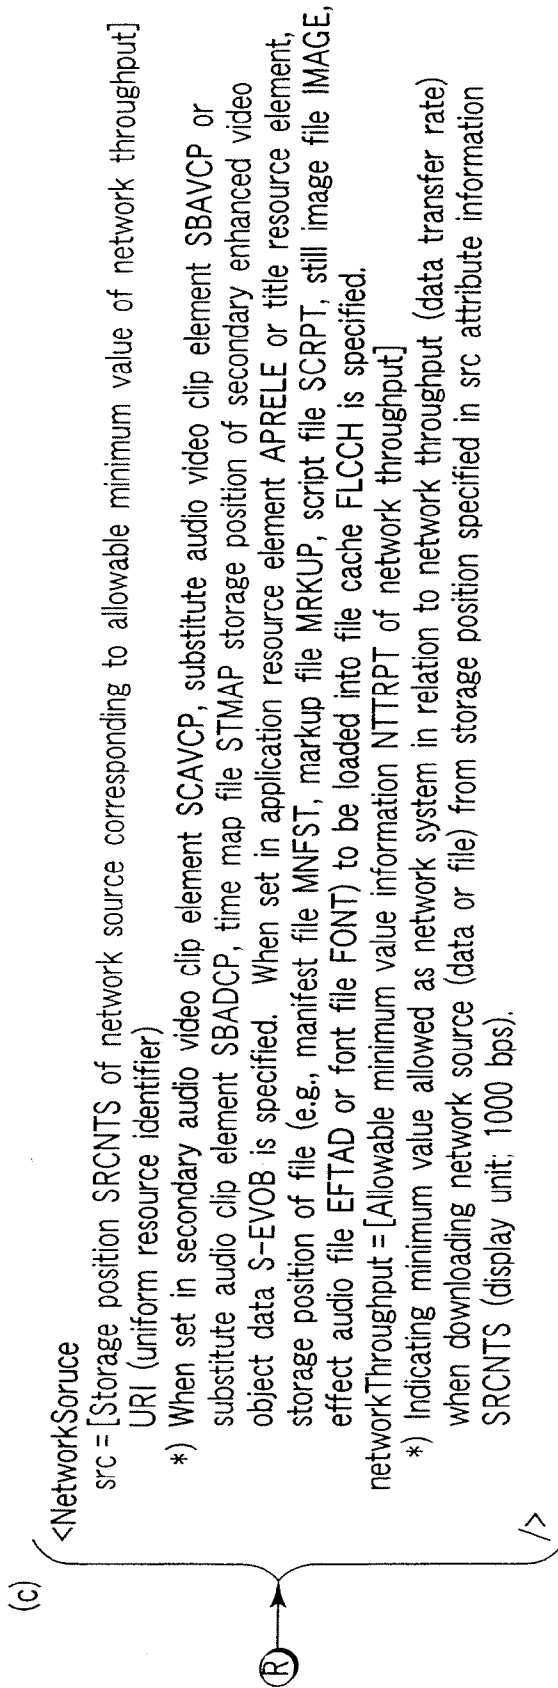 (c)
<NetworkSoruce
src = [Storage position SRCNTS of network source corresponding to allowable minimum value of network throughput]
URI (uniform resource identifier)
*) When set in secondary audio video clip element SCAVCP, substitute audio video clip element SBAVCP or
substitute audio clip element SBADCP, time map file STMAP storage position of secondary enhanced video
object data S-EVOB is specified. When set in application resource element APRELE or title resource element,
storage position of file (e.g., manifest file MNFST, markup file MRKUP, script file SCRPT, still image file IMAGE,
effect audio file EFTAD or font file FONT) to be loaded into file cache FLCCH is specified.
networkThroughput = [Allowable minimum value information NTTRPT of network throughput]
*) Indicating minimum value allowed as network system in relation to network throughput (data transfer rate)
when downloading network source (data or file) from storage position specified in src attribute information
SRCNTS (display unit: 1000 bps).
/>
R